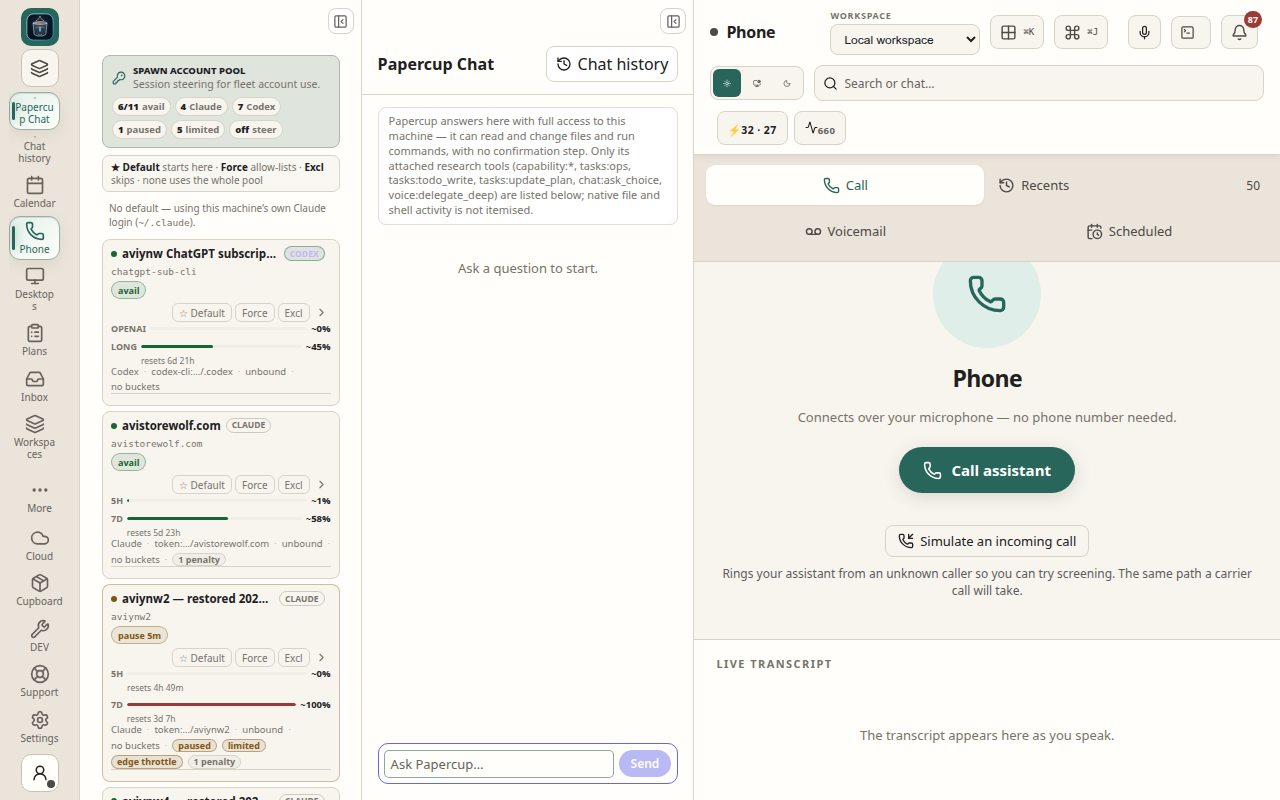 Papercu
p Chat
Chat
history
Calendar
Phone
Desktop
s
Plans
Inbox
Workspa
ces
More
Cloud
Cupboard
DEV
Support
Settings
SPAWN ACCOUNT POOL
Session steering for fleet account use.
6/11 avail 4 Claude 7 Codex
1 paused 5 limited off steer
★ Default starts here · Force allow-lists · Excl
skips · none uses the whole pool
No default — using this machine's own Claude
login (~/.claude).
aviynw ChatGPT subscrip... CODEX
chatgpt-sub-cli
avail
☆ Default Force Excl
OPENAI ~0%
LONG ~45%
resets 6d 21h
Codex · codex-cli:.../.codex · unbound ·
no buckets
avistorewolf.com CLAUDE
avistorewolf.com
avail
☆ Default Force Excl
5H ~1%
7D ~58%
resets 5d 23h
Claude · token:.../avistorewolf.com · unbound ·
no buckets · 1 penalty
aviynw2 — restored 202... CLAUDE
aviynw2
pause 5m
☆ Default Force Excl
5H ~0%
resets 4h 49m
7D ~100%
resets 3d 7h
Claude · token:.../aviynw2 · unbound ·
no buckets · paused limited
edge throttle 1 penalty
Papercup Chat
Chat history
Papercup answers here with full access to this
machine — it can read and change files and run
commands, with no confirmation step. Only its
attached research tools (capability:*, tasks:ops,
tasks:todo_write, tasks:update_plan, chat:ask_choice,
voice:delegate_deep) are listed below; native file and
shell activity is not itemised.
Ask a question to start.
Ask Papercup...
Send
Phone
WORKSPACE
Local workspace
⌘K
⌘J
87
Search or chat...
⚡32 · 27
660
Call
Recents 50
Voicemail
Scheduled
Phone
Connects over your microphone — no phone number needed.
Call assistant
Simulate an incoming call
Rings your assistant from an unknown caller so you can try screening. The same path a carrier
call will take.
LIVE TRANSCRIPT
The transcript appears here as you speak.